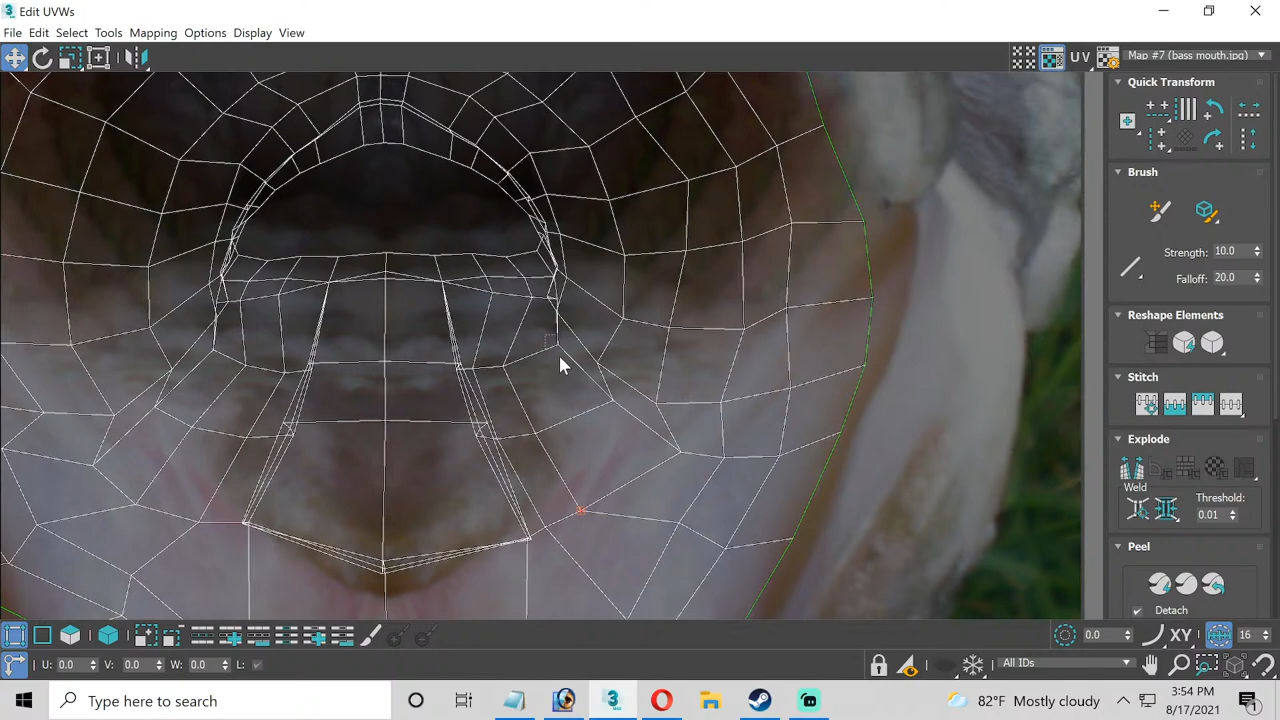 Edit UVWs
File Edit Select Tools Mapping Options Display View
UV
Map #7 (bass mouth.jpg)
Quick Transform
Brush
Strength: 10.0
Falloff: 20.0
Reshape Elements
Stitch
Explode
Weld
Threshold:
0.01
Peel
Detach
0.0 XY 16
U: 0.0 V: 0.0 W: 0.0 L: All IDs
Type here to search
3
82°F Mostly cloudy
3:54 PM
8/17/2021
1